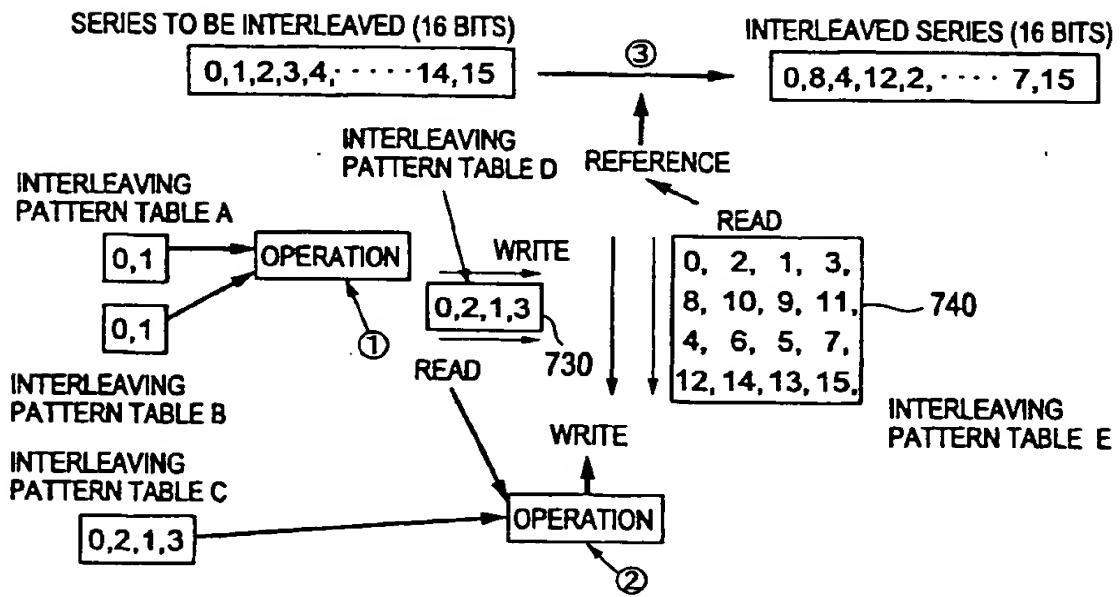 SERIES TO BE INTERLEAVED (16 BITS)
0,1,2,3,4,·····14,15
③
INTERLEAVED SERIES (16 BITS)
0,8,4,12,2,···· 7,15
INTERLEAVING
PATTERN TABLE D
REFERENCE
INTERLEAVING
PATTERN TABLE A
0,1
OPERATION
WRITE
READ
0, 2, 1, 3,
8, 10, 9, 11,
4, 6, 5, 7,
12, 14, 13, 15,
740
0,1
0,2,1,3
①
730
READ
INTERLEAVING
PATTERN TABLE B
INTERLEAVING
PATTERN TABLE E
WRITE
INTERLEAVING
PATTERN TABLE C
0,2,1,3
OPERATION
②